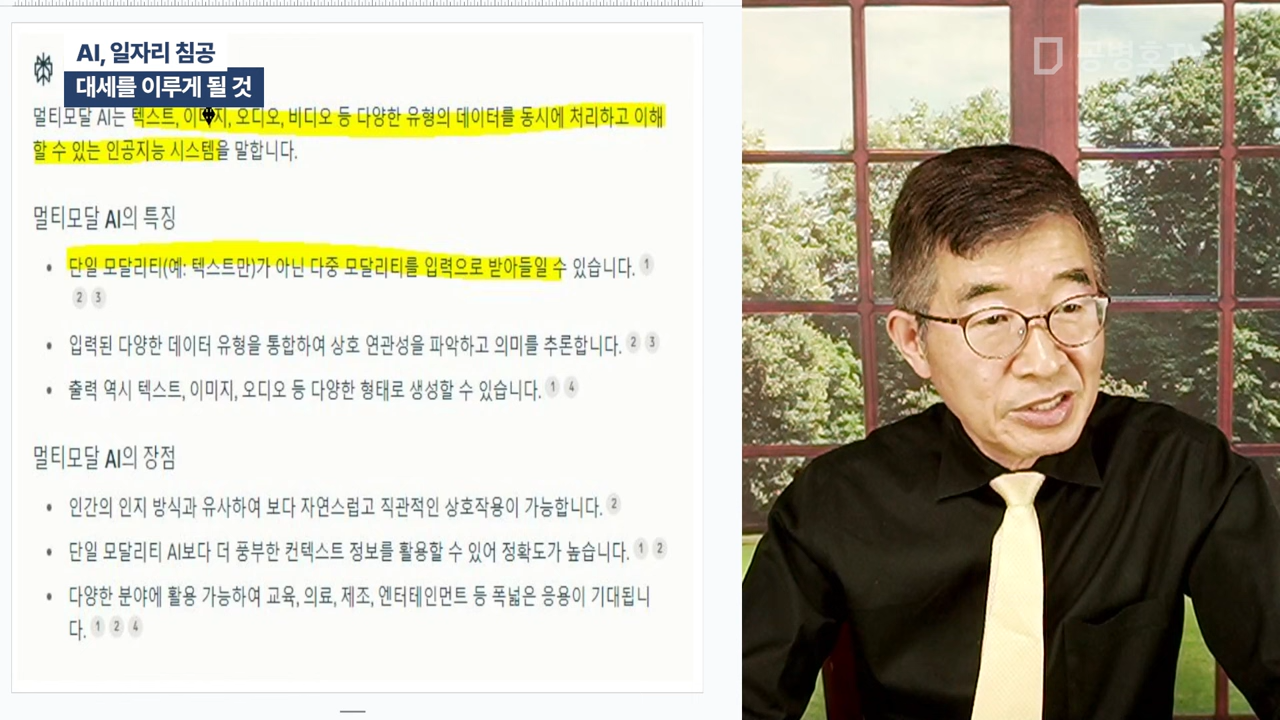 AI, 일자리 침공
대세를 이루게 될 것
멀티모달 AI는 텍스트, 이미지, 오디오, 비디오 등 다양한 유형의 데이터를 동시에 처리하고 이해
할 수 있는 인공지능 시스템을 말합니다.
멀티모달 AI의 특징
• 단일 모달리티(예: 텍스트만)가 아닌 다중 모달리티를 입력으로 받아들일 수 있습니다. 1
2 3
• 입력된 다양한 데이터 유형을 통합하여 상호 연관성을 파악하고 의미를 추론합니다. 2 3
• 출력 역시 텍스트, 이미지, 오디오 등 다양한 형태로 생성할 수 있습니다. 1 4
멀티모달 AI의 장점
• 인간의 인지 방식과 유사하여 보다 자연스럽고 직관적인 상호작용이 가능합니다. 2
• 단일 모달리티 AI보다 더 풍부한 컨텍스트 정보를 활용할 수 있어 정확도가 높습니다. 1 2
• 다양한 분야에 활용 가능하여 교육, 의료, 제조, 엔터테인먼트 등 폭넓은 응용이 기대됩니
다. 1 2 4
공병호TV